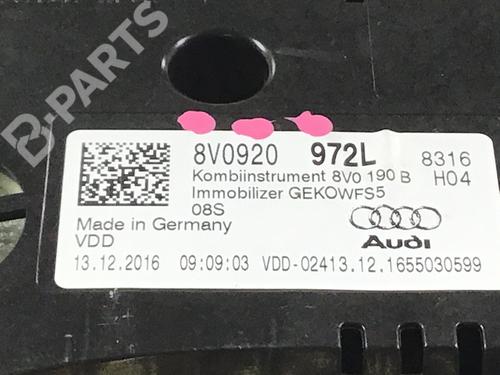 B-PARTS
8V0920 972L 8316
Kombiinstrument 8V0 190 B H04
Immobilizer GEKOWFS5
08S
Made in Germany
VDD
Audi
13.12.2016 09:09:03 VDD-02413.12.1655030599